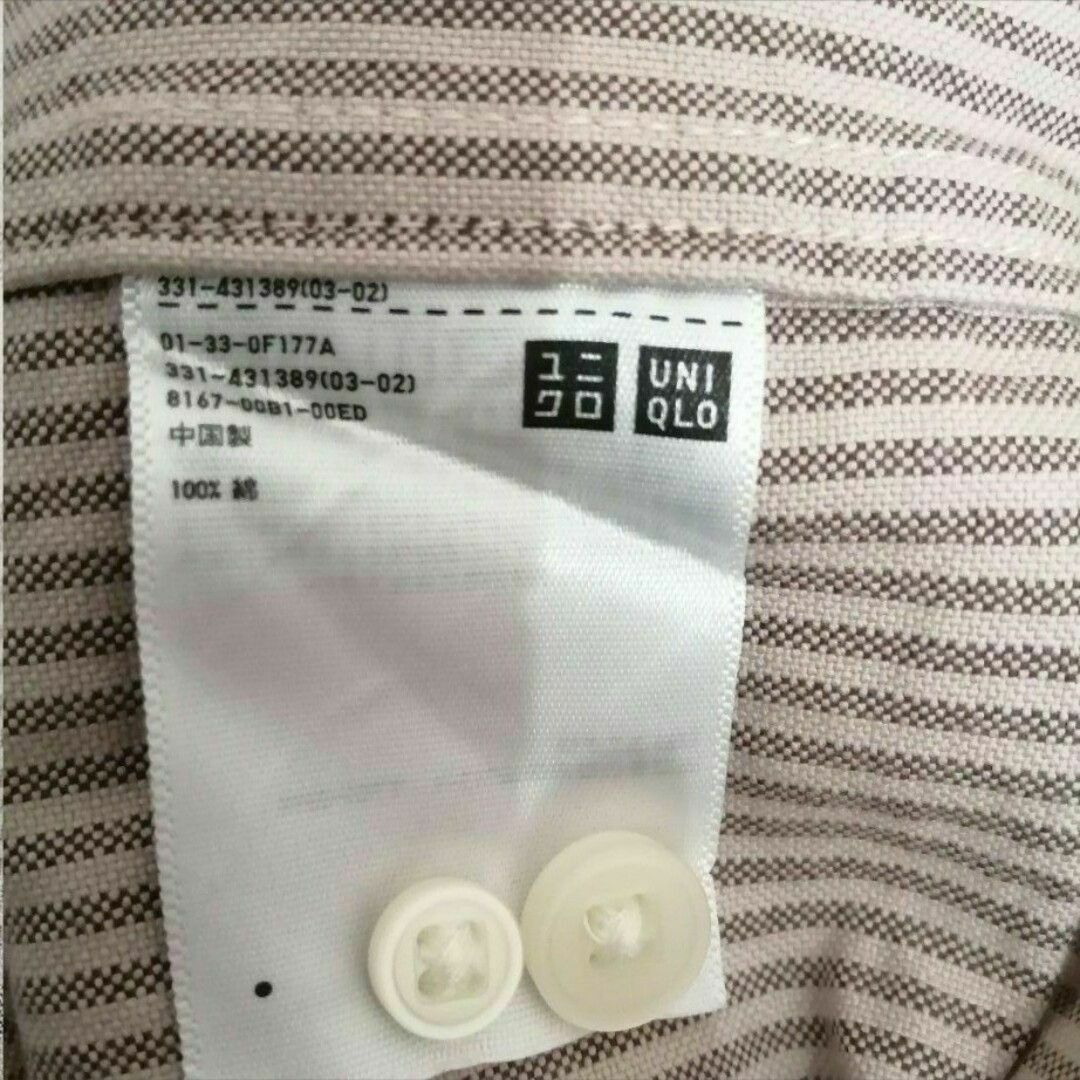 331-431389(03-02)
01-33-0F177A
331-431389(03-02)
8167-00B1-00ED
中国製
100% 綿
ユニ
クロ
UNI
QLO